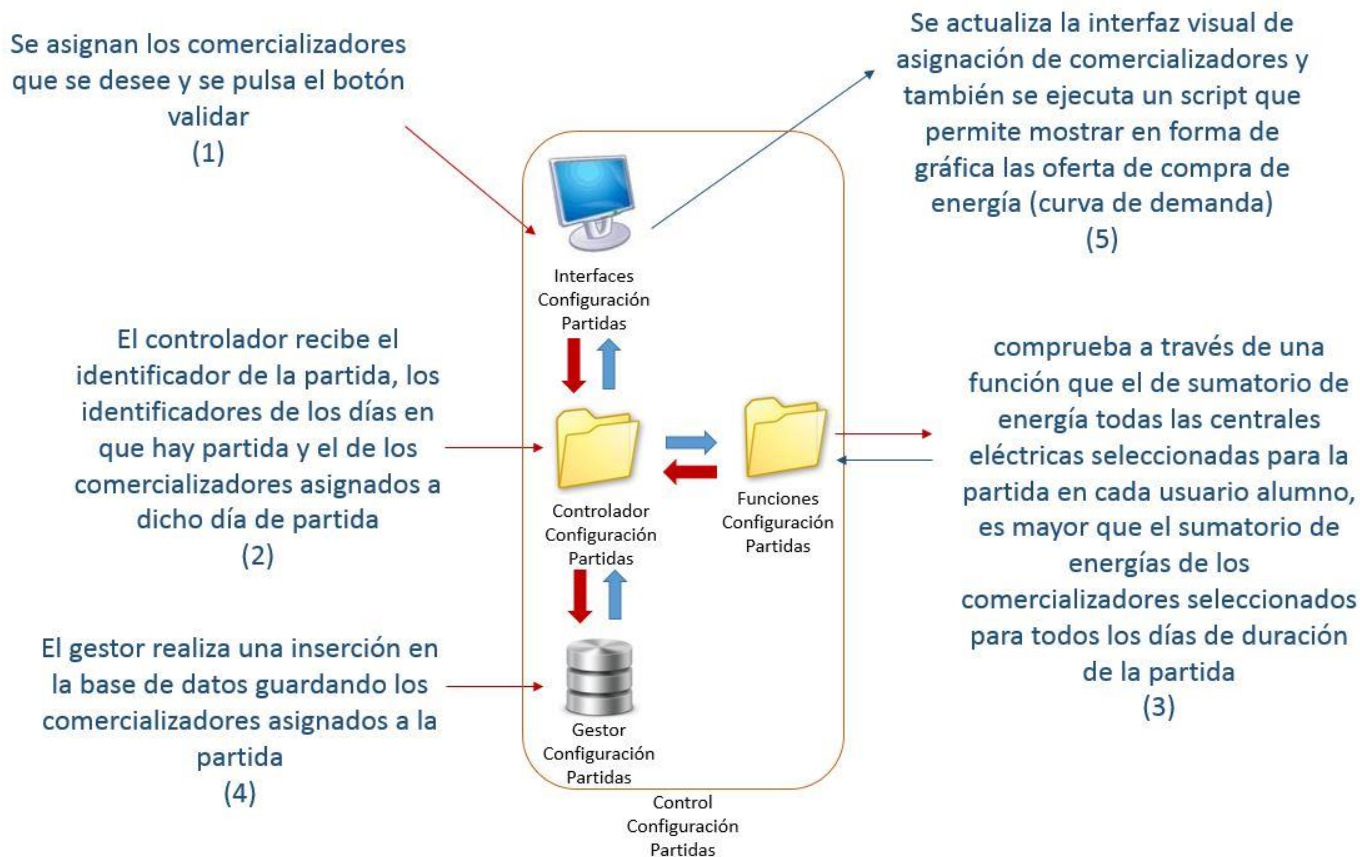 Se asignan los comercializadores
que se desee y se pulsa el botón
validar
(1)
Se actualiza la interfaz visual de
asignación de comercializadores y
también se ejecuta un script que
permite mostrar en forma de
gráfica las oferta de compra de
energía (curva de demanda)
(5)
Interfaces
Configuración
Partidas
El controlador recibe el
identificador de la partida, los
identificadores de los días en
que hay partida y el de los
comercializadores asignados a
dicho día de partida
(2)
Controlador
Configuración
Partidas
Funciones
Configuración
Partidas
comprueba a través de una
función que el de sumatorio de
energía todas las centrales
eléctricas seleccionadas para la
partida en cada usuario alumno,
es mayor que el sumatorio de
energías de los
comercializadores seleccionados
para todos los días de duración
de la partida
(3)
El gestor realiza una inserción en
la base de datos guardando los
comercializadores asignados a la
partida
(4)
Gestor
Configuración
Partidas
Control
Configuración
Partidas